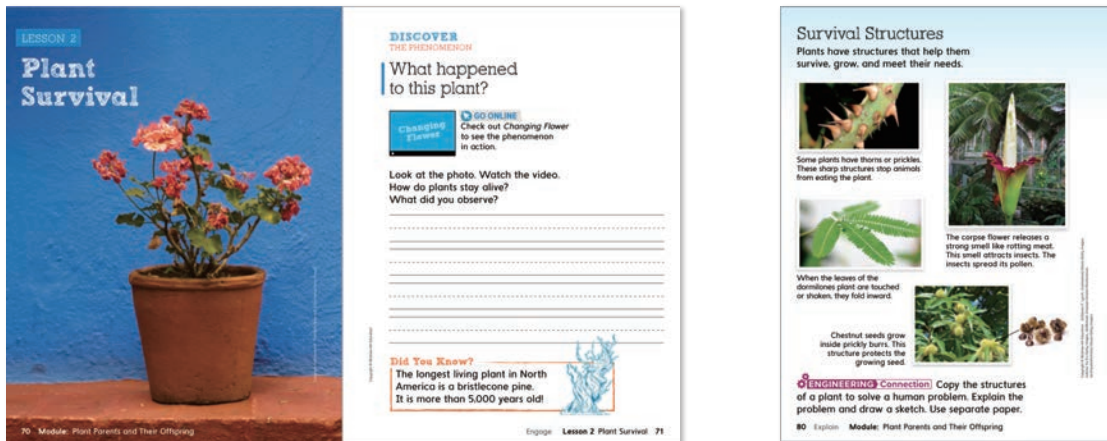 LESSON 2
Plant
Survival
70 Module: Plant Parents and Their Offspring
DISCOVER
THE PHENOMENON
What happened
to this plant?
Changing
Flower
GO ONLINE
Check out Changing Flower
to see the phenomenon
in action.
Look at the photo. Watch the video.
How do plants stay alive?
What did you observe?
Did You Know?
The longest living plant in North
America is a bristlecone pine.
It is more than 5,000 years old!
Engage Lesson 2 Plant Survival 71
Survival Structures
Plants have structures that help them
survive, grow, and meet their needs.
Some plants have thorns or prickles.
These sharp structures stop animals
from eating the plant.
The corpse flower releases a
strong smell like rotting meat.
This smell attracts insects. The
insects spread its pollen.
When the leaves of the
dormilones plant are touched
or shaken, they fold inward.
Chestnut seeds grow
inside prickly burrs. This
structure protects the
growing seed.
ENGINEERING Connection Copy the structures
of a plant to solve a human problem. Explain the
problem and draw a sketch. Use separate paper.
80 Explain Module: Plant Parents and Their Offspring